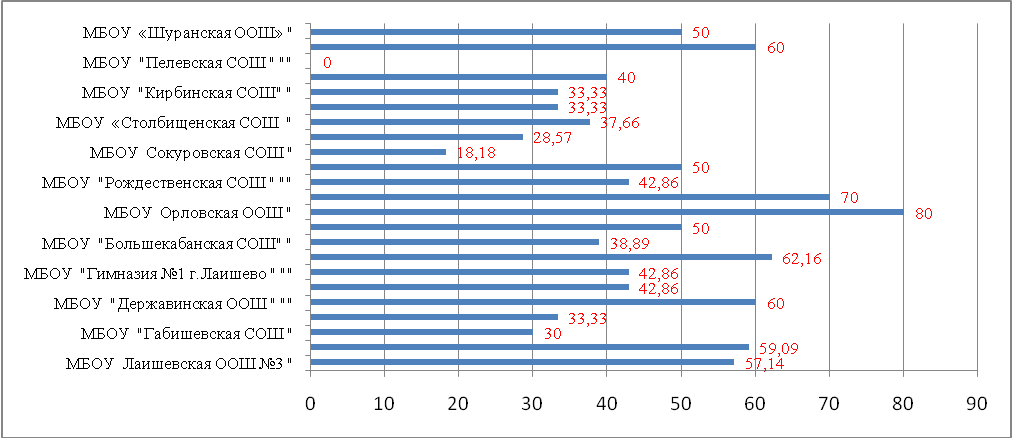 МБОУ «Шуранская ООШ» "
50
60
МБОУ "Пелевская СОШ" ""
0
40
МБОУ "Кирбинская СОШ" "
33,33
33,33
МБОУ «Столбищенская СОШ "
37,66
28,57
МБОУ Сокуровская СОШ"
18,18
50
МБОУ "Рождественская СОШ" ""
42,86
70
МБОУ Орловская ООШ"
80
50
МБОУ "Большекабанская СОШ" "
38,89
62,16
МБОУ "Гимназия №1 г.Лаишево" ""
42,86
42,86
МБОУ "Державинская ООШ" ""
60
33,33
МБОУ "Габишевская СОШ"
30
59,09
МБОУ Лаишевская ООШ№3"
57,14
0 10 20 30 40 50 60 70 80 90